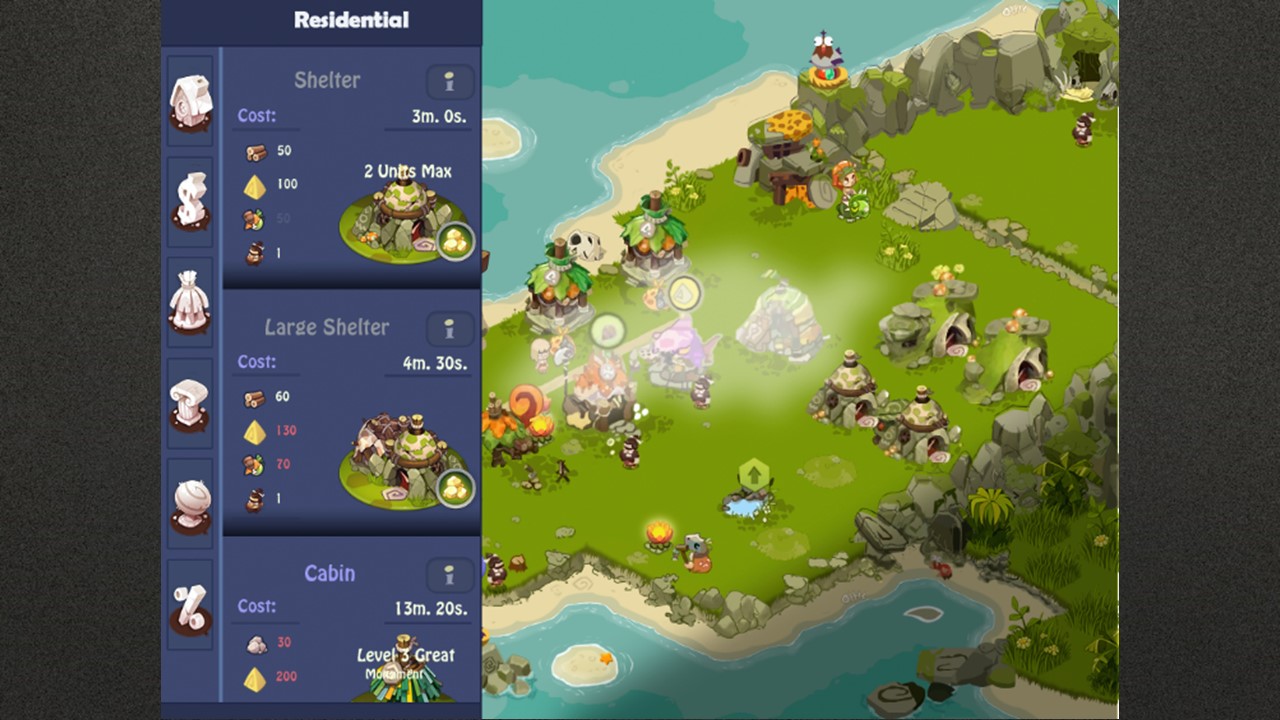 Residential
Shelter
Cost:
3m. 0s.
50
100
50
1
2 Units Max
Large Shelter
Cost:
4m. 30s.
60
130
70
1
Cabin
Cost:
13m. 20s.
30
200
Level 3 Great
Monument